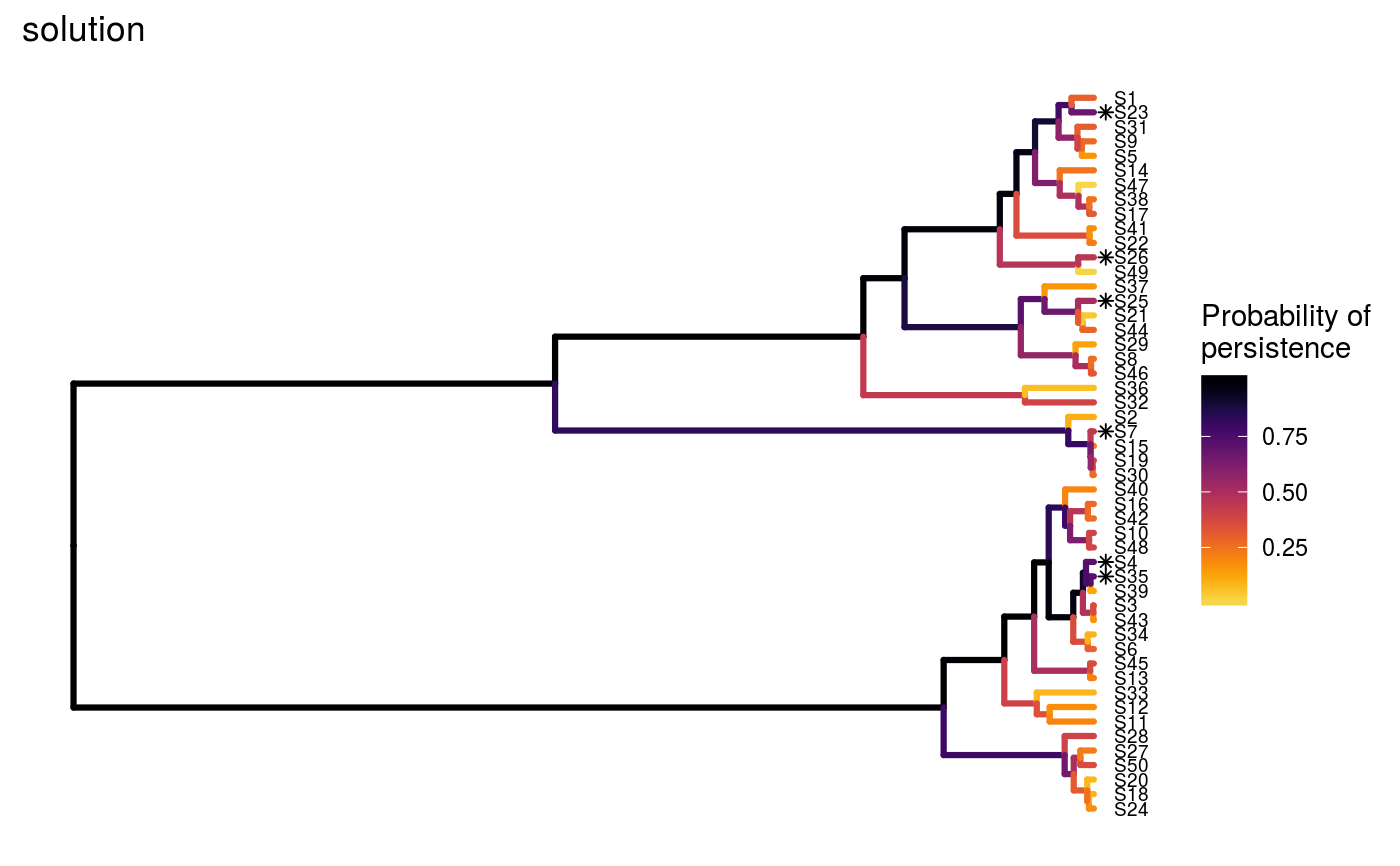 solution
S1
✳S23
S31
S9
S5
S14
S47
S38
S17
S41
S22
✳S26
S49
S37
✳S25
S21
S44
S29
S8
S46
S36
S32
S2
✳S7
S15
S19
S30
S40
S16
S42
S10
S48
✳S4
✳S35
S39
S3
S43
S34
S6
S45
S13
S33
S12
S11
S28
S27
S50
S20
S18
S24
Probability of
persistence
0.75
0.50
0.25